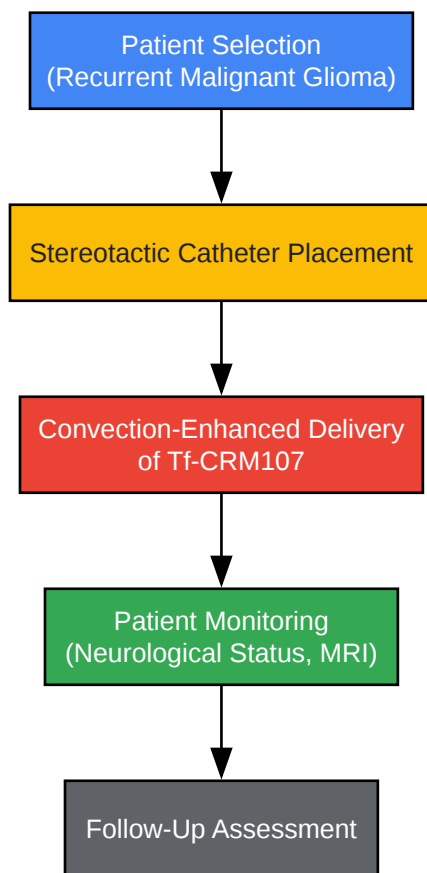 Patient Selection
(Recurrent Malignant Glioma)
Stereotactic Catheter Placement
Convection-Enhanced Delivery
of Tf-CRM107
Patient Monitoring
(Neurological Status, MRI)
Follow-Up Assessment